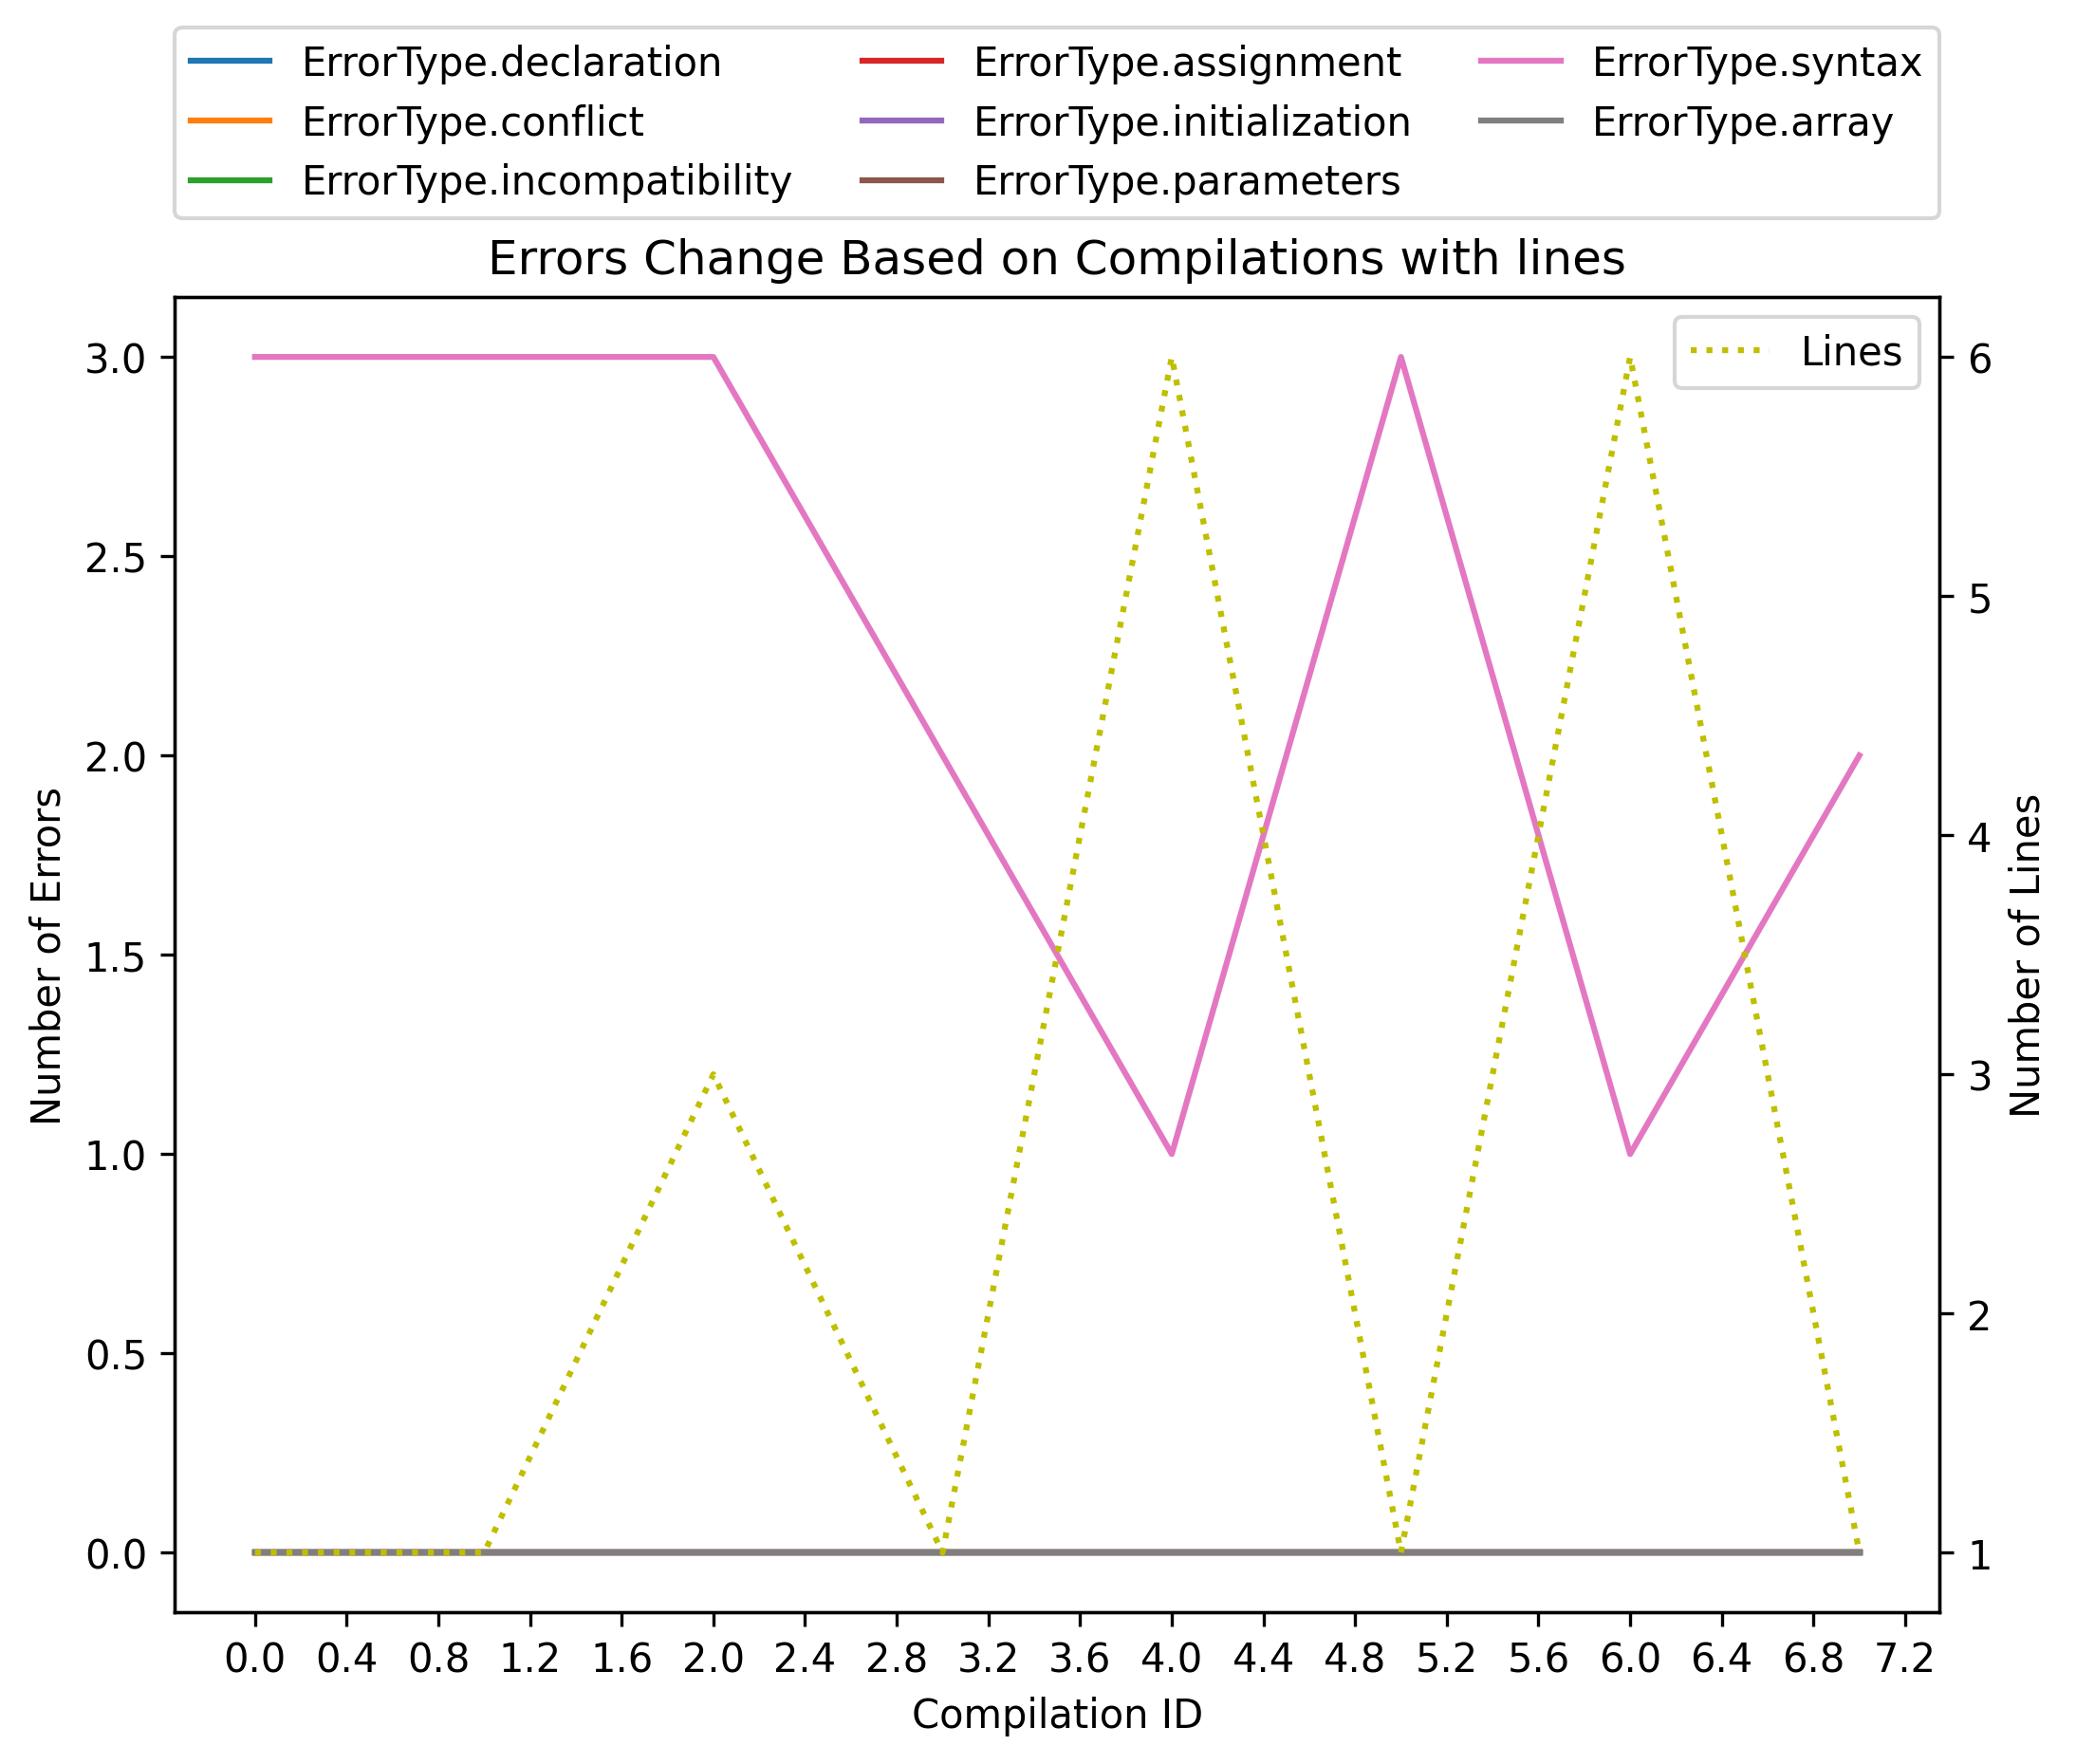 ErrorType.declaration
ErrorType.conflict
ErrorType.incompatibility
ErrorType.assignment
ErrorType.initialization
ErrorType.parameters
ErrorType.syntax
ErrorType.array
Errors Change Based on Compilations with lines
Lines
Number of Errors
3.0
2.5
2.0
1.5
1.0
0.5
0.0
6
5
4
3
2
1
Number of Lines
0.0 0.4 0.8 1.2 1.6 2.0 2.4 2.8 3.2 3.6 4.0 4.4 4.8 5.2 5.6 6.0 6.4 6.8 7.2
Compilation ID